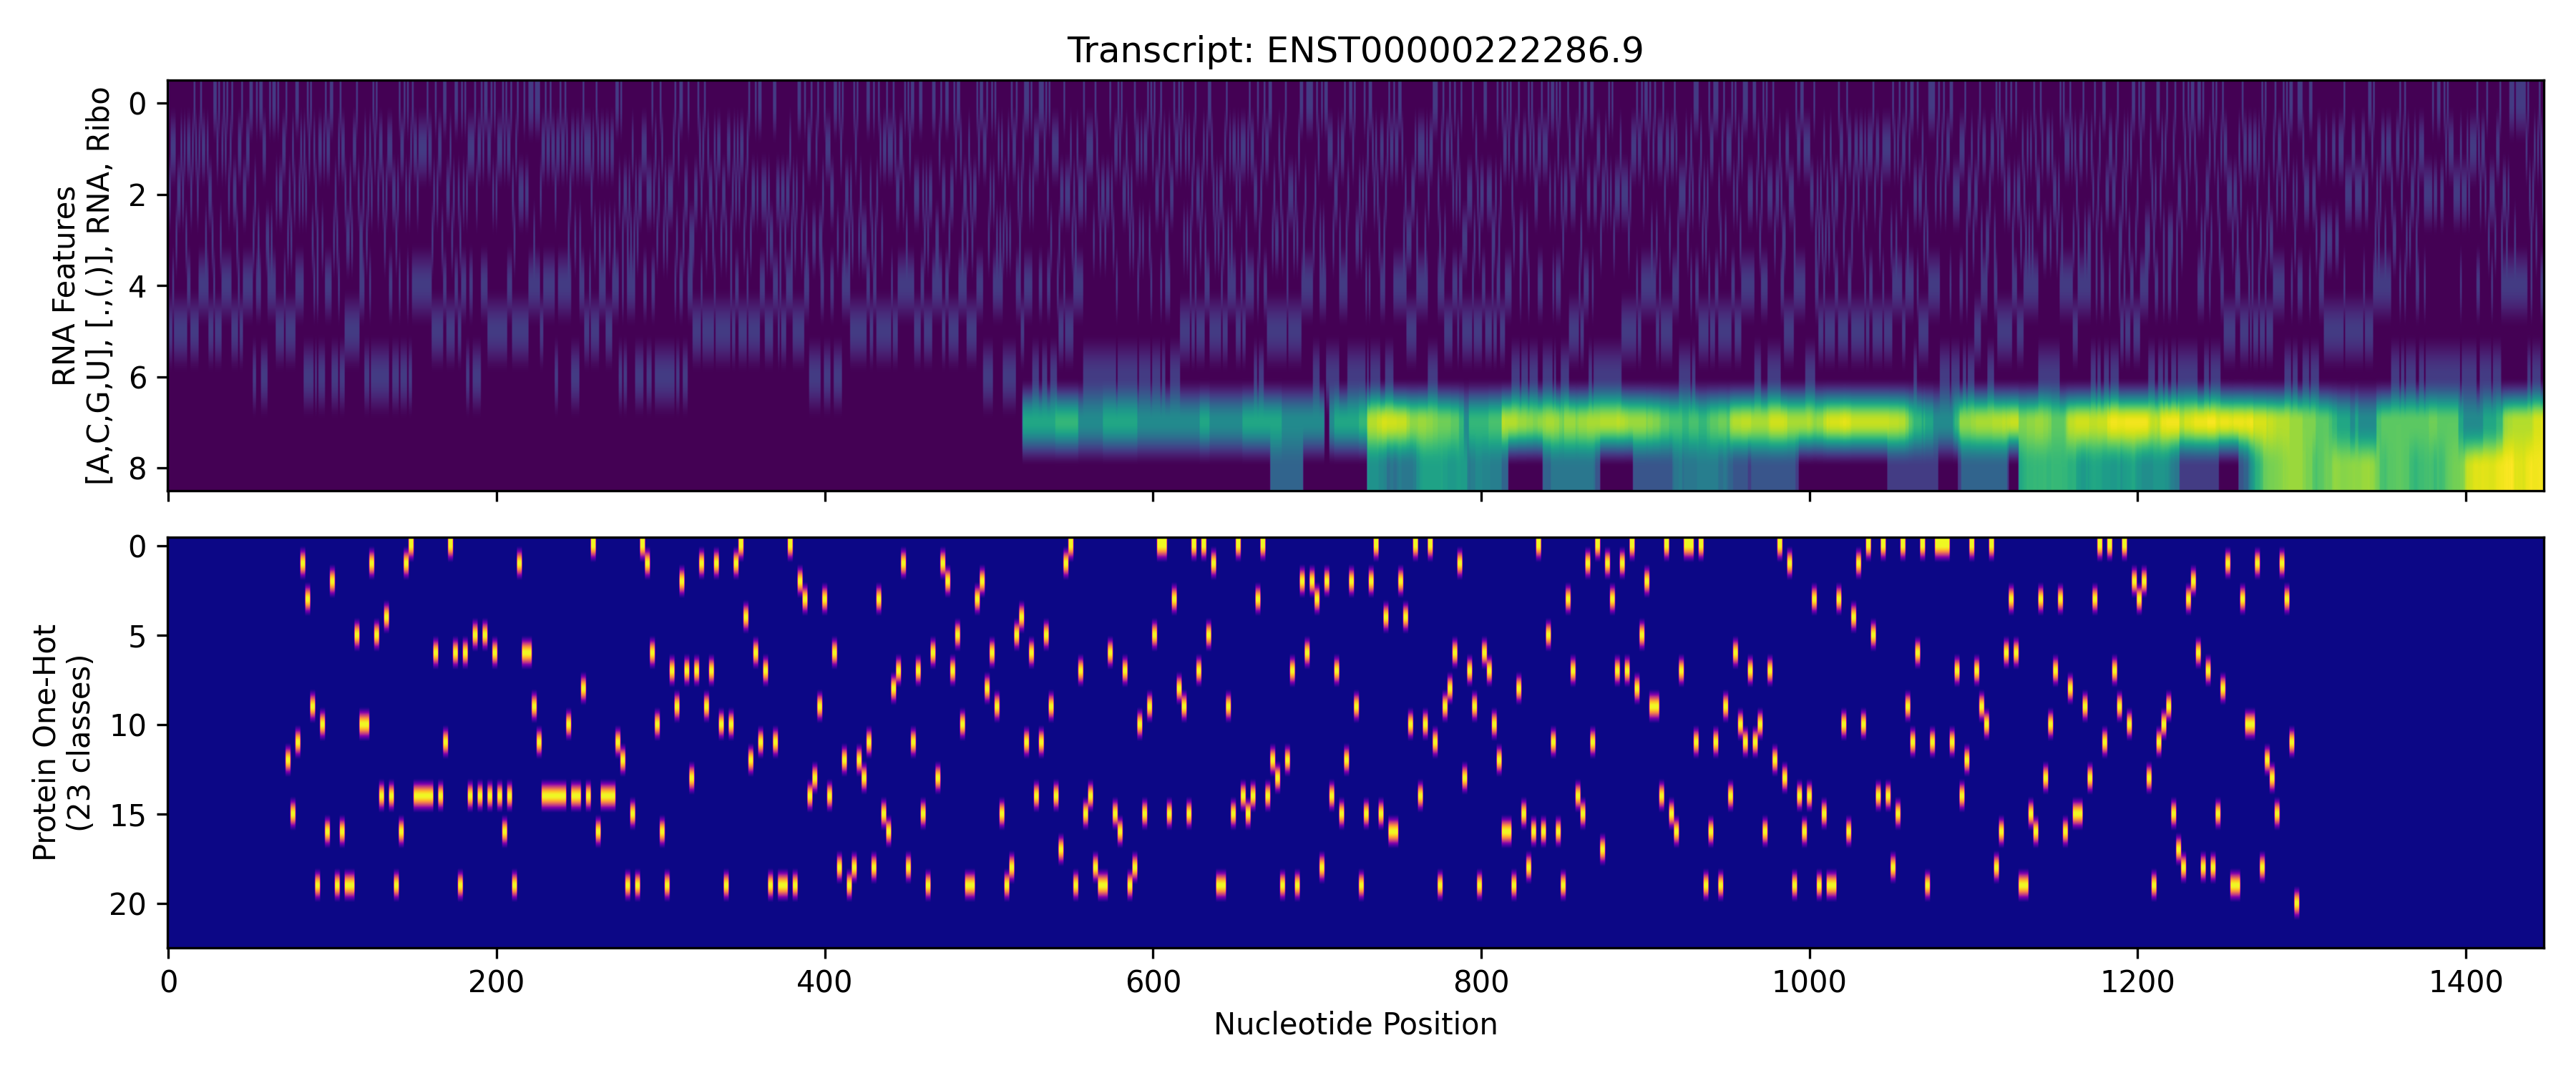 Transcript: ENST00000222286.9
RNA Features
[A,C,G,U], [.,(,)], RNA, Ribo
0
2
4
6
8
Protein One-Hot
(23 classes)
0
5
10
15
20
0 200 400 600 800 1000 1200 1400
Nucleotide Position